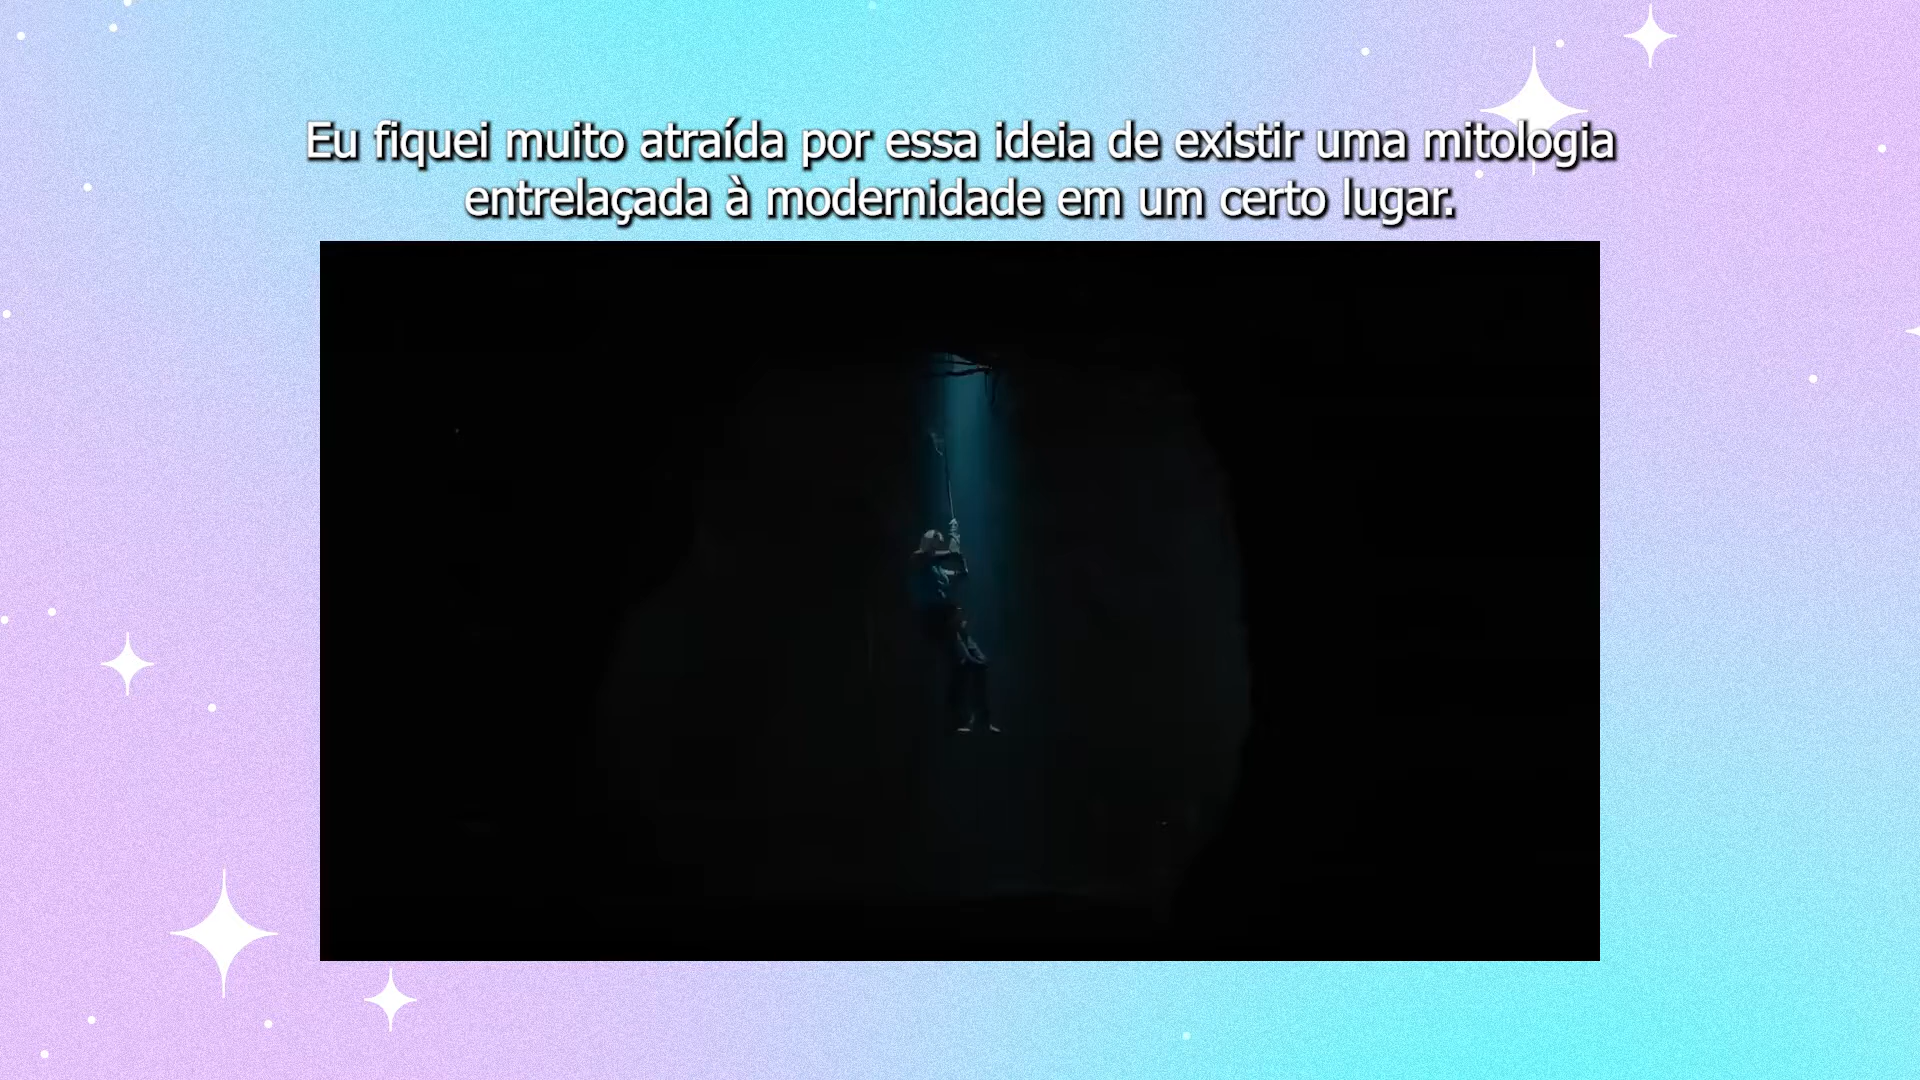 Eu fiquei muito atraída por essa ideia de existir uma mitologia
entrelaçada à modernidade em um certo lugar.